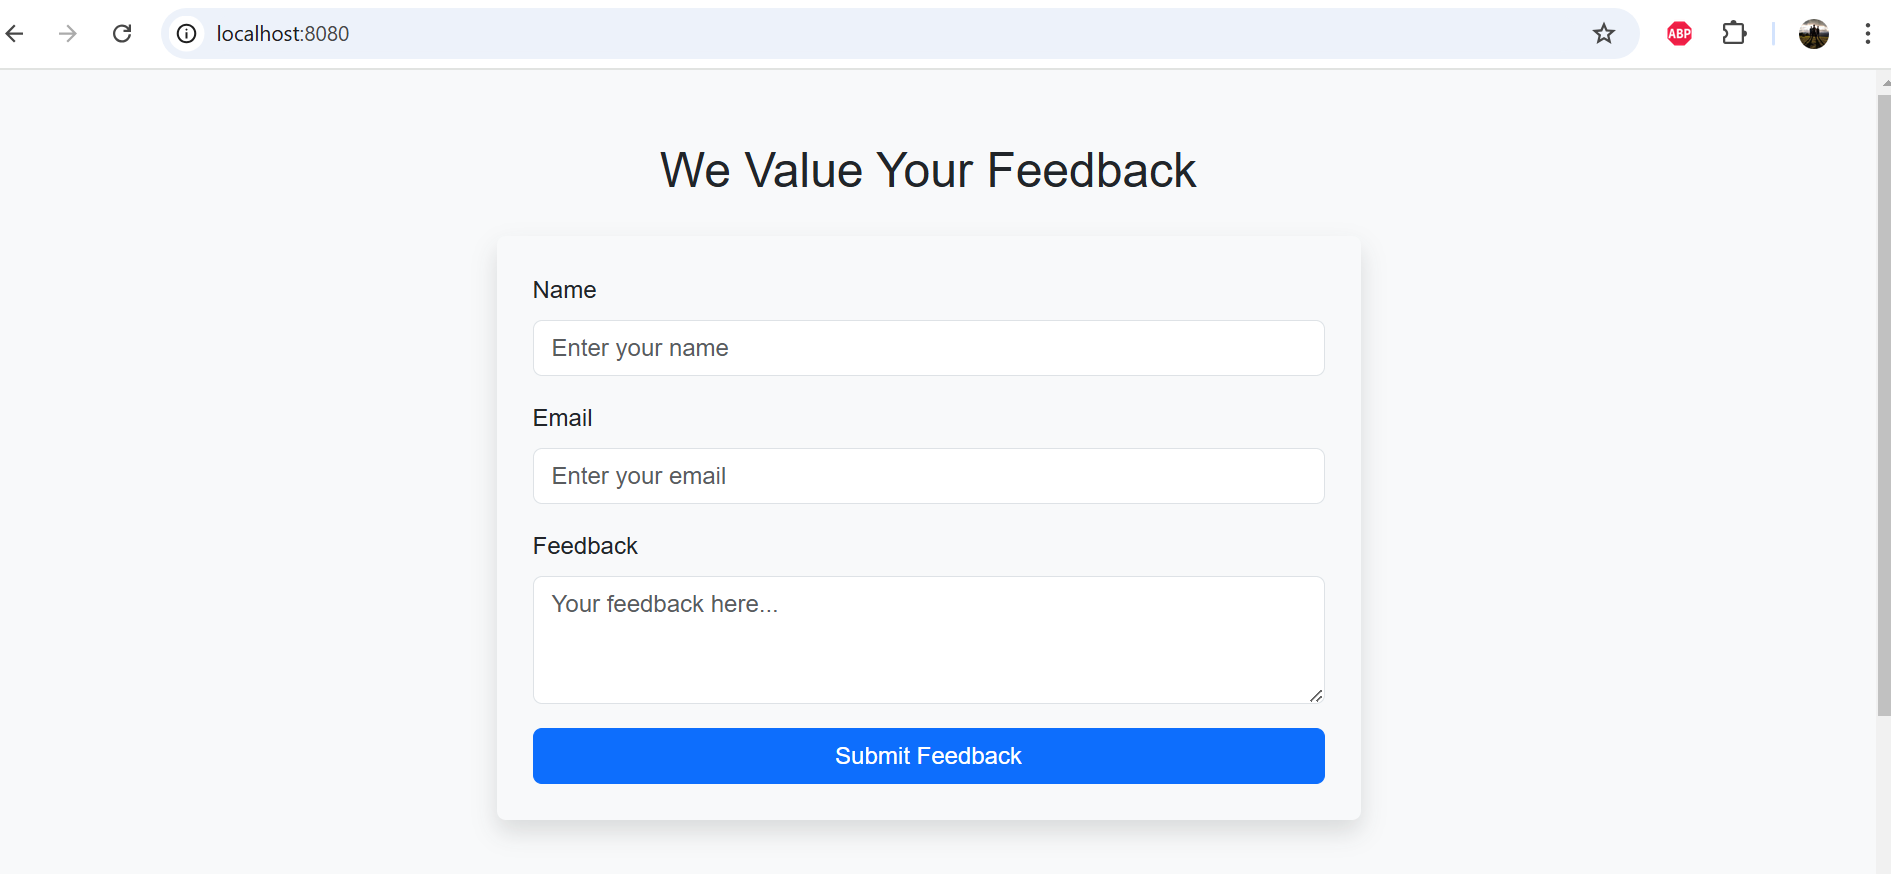 localhost:8080
ABP
We Value Your Feedback
Name
Enter your name
Email
Enter your email
Feedback
Your feedback here...
Submit Feedback